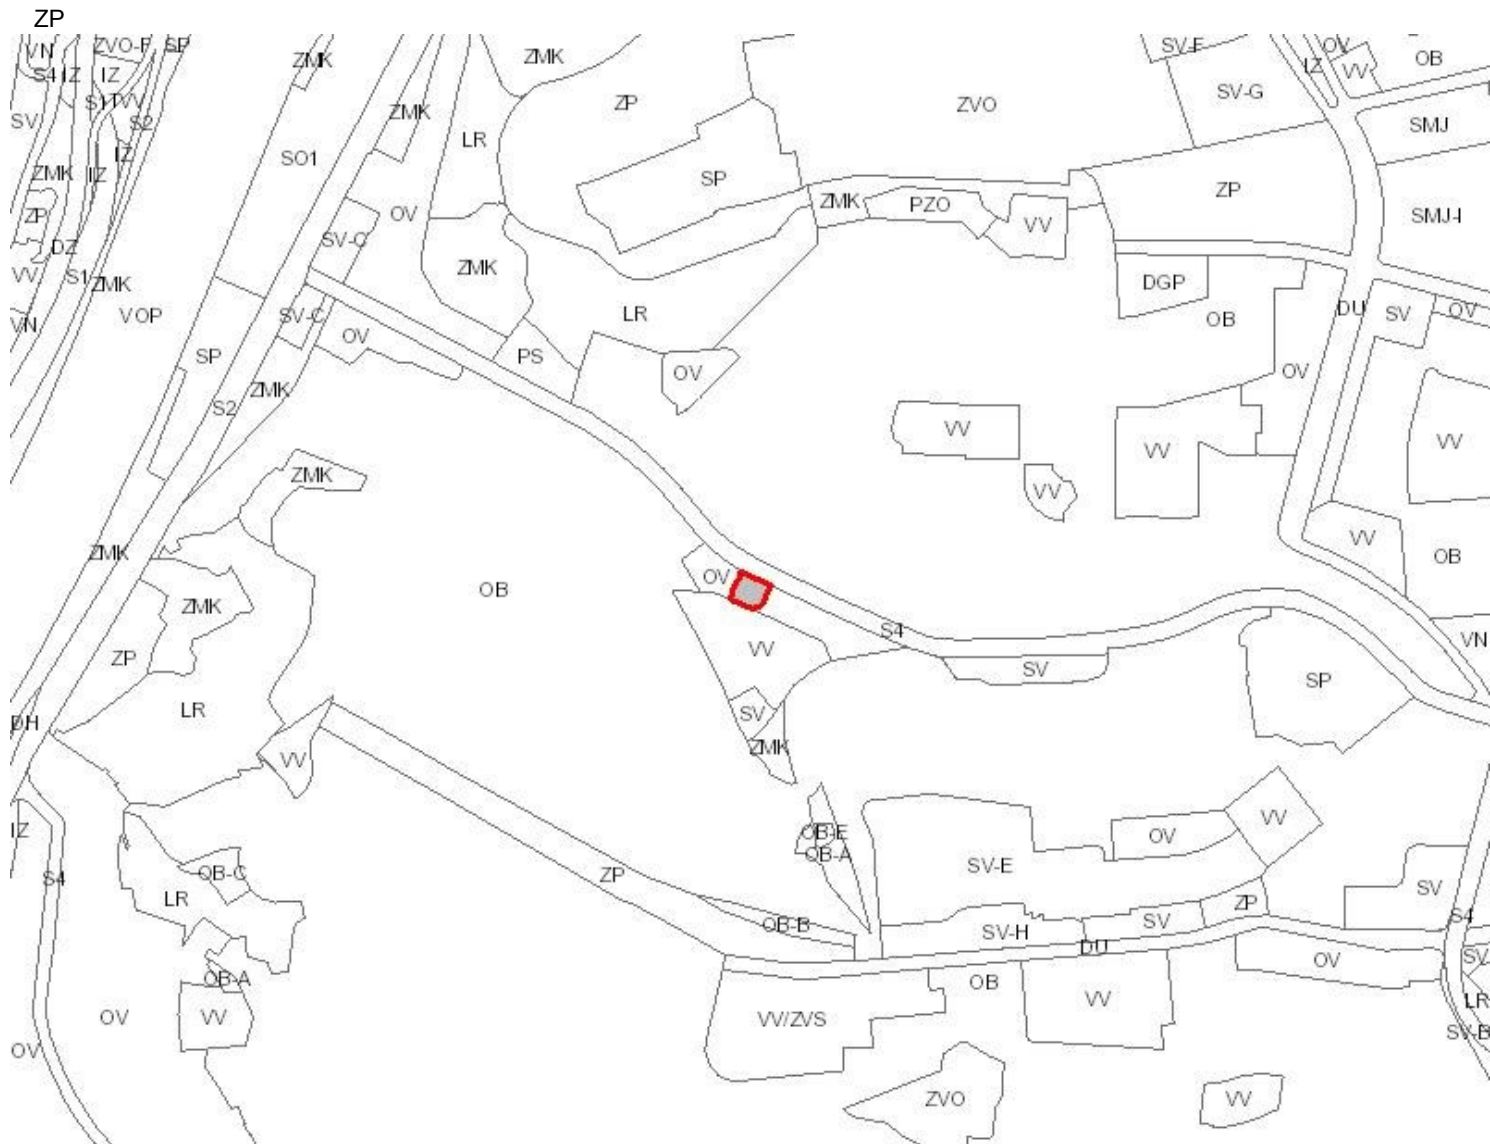 ZP
VN
ZVO-F
SP
ZMK
ZMK
SV-F
OV
OB
S4
IZ
IZ
IZ
VV
SV
S1
TVV
S2
ZMK
ZP
ZVO
SV-G
SMJ
SO1
LR
IZ
ZMK
IZ
SP
ZP
ZMK
PZO
VV
SMJ-I
ZP
OV
DZ
SV-C
VV
S1
ZMK
ZMK
DGP
VN
VOP
SV-C
OV
LR
OB
DU
SV
OV
SP
PS
OV
OV
ZMK
S2
VV
VV
VV
ZMK
VV
ZMK
VV
OB
OB
OV
ZMK
S4
VN
ZP
VV
SV
SP
LR
SV
DH
ZMK
VV
IZ
OB-E
OV
VV
OB-A
S4
OB-C
ZP
SV-E
SV
LR
ZP
OB-B
SV-H
SV
S4
DU
OV
SV
OB-A
OB
VV
LR
OV
VV
VV/ZVS
SV-B
OV
ZVO
VV